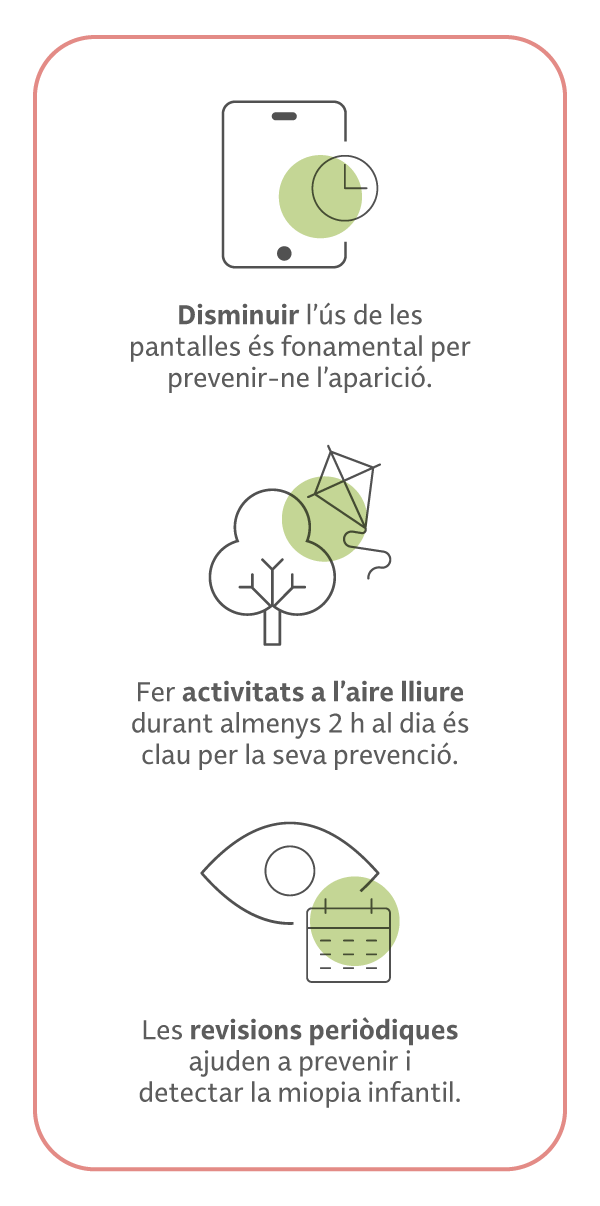 Disminuir l’ús de les
pantalles és fonamental per
prevenir-ne l’aparició.
Fer activitats a l’aire lliure
durant almenys 2 h al dia és
clau per la seva prevenció.
Les revisions periòdiques
ajuden a prevenir i
detectar la miopia infantil.